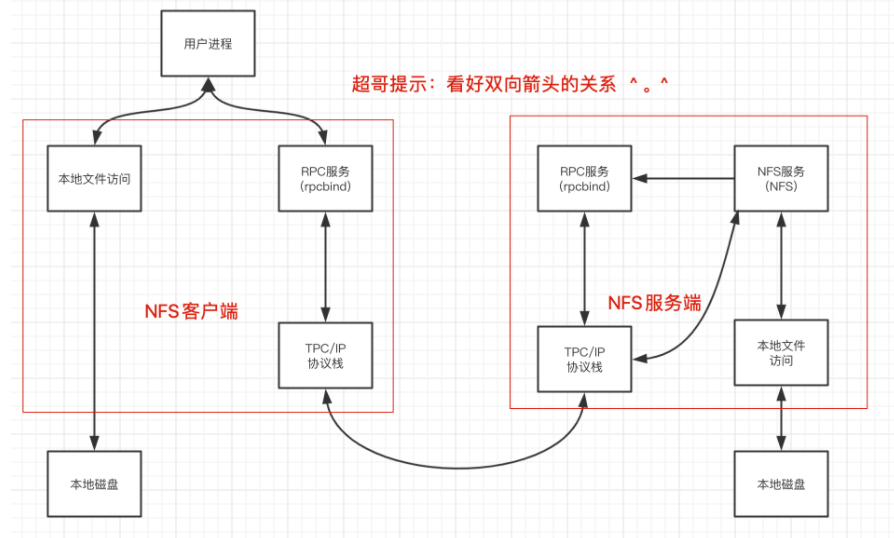 用户进程
超哥提示：看好双向箭头的关系 ^ 。^
本地文件访问
RPC服务
（rpcbind）
RPC服务
（rpcbind）
NFS服务
（NFS）
NFS客户端
NFS服务端
TPC/IP
协议栈
TPC/IP
协议栈
本地文件
访问
本地磁盘
本地磁盘